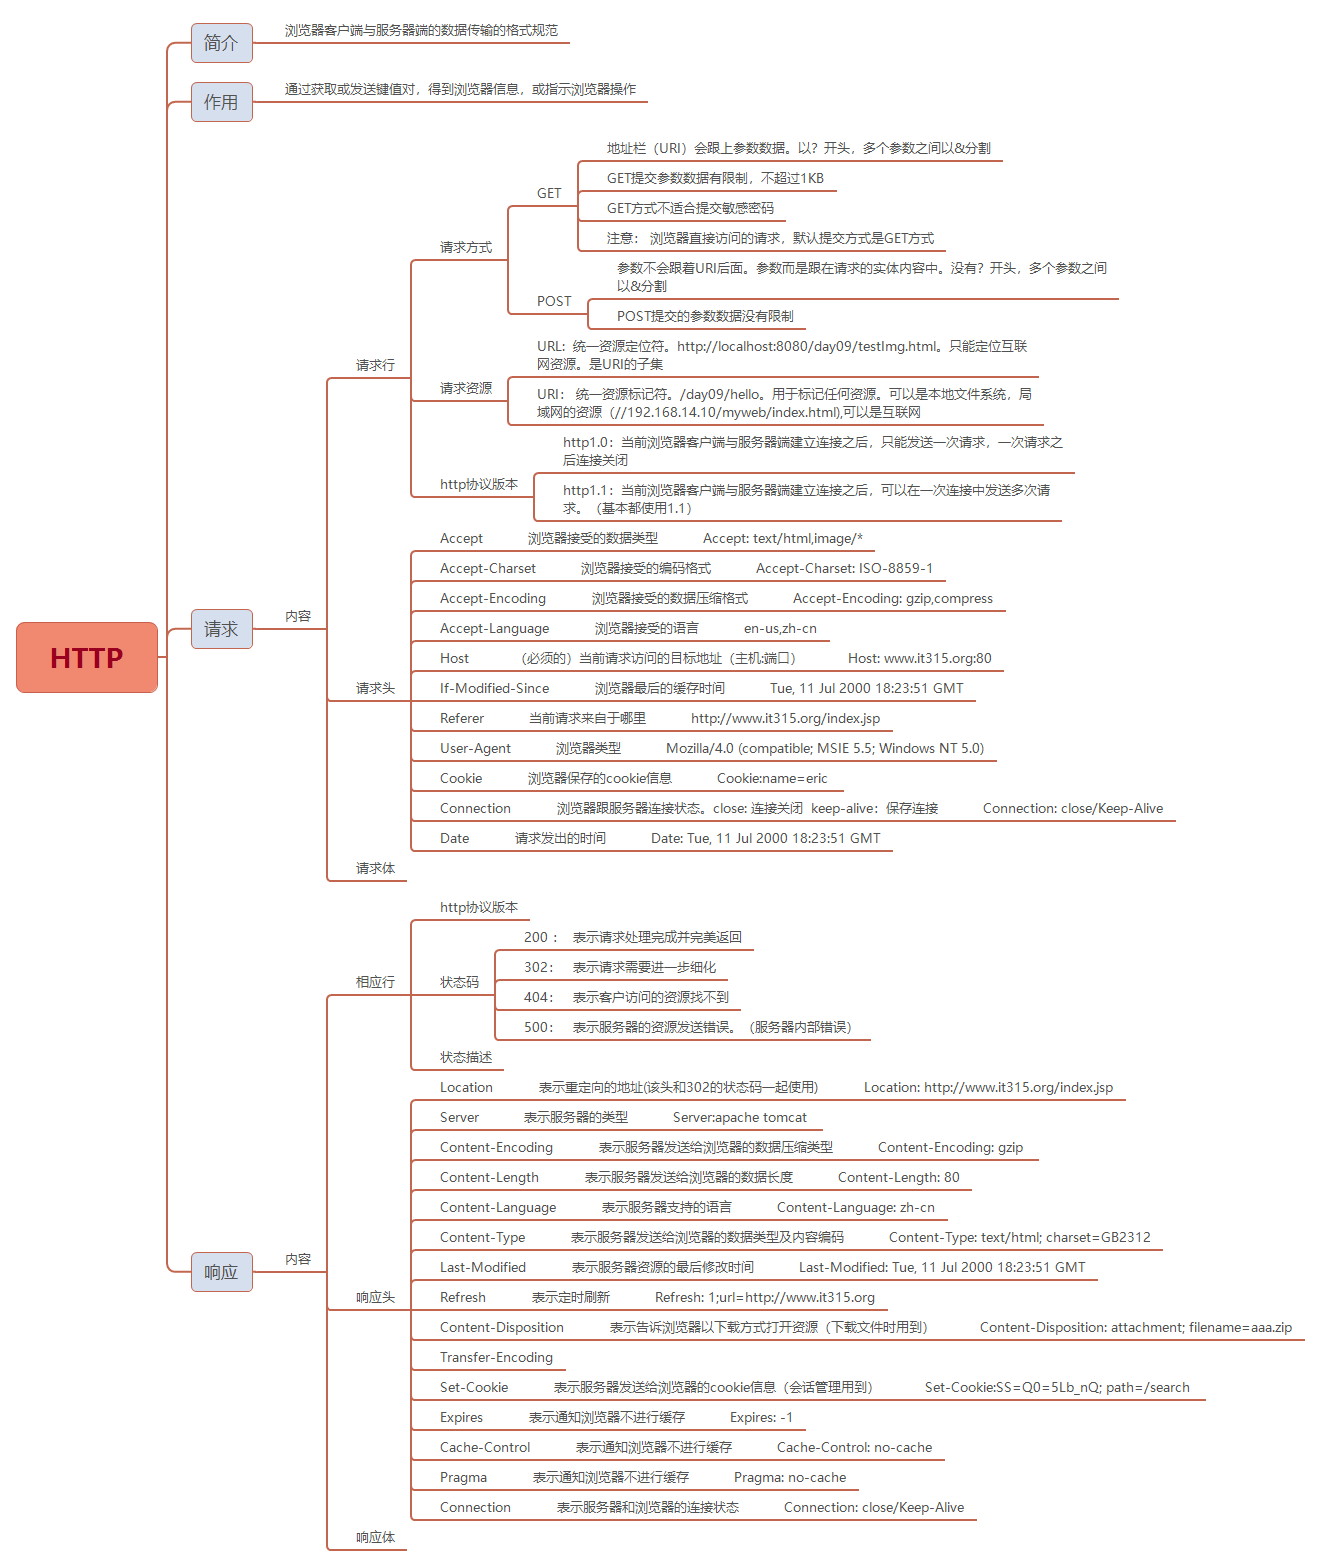 HTTP
简介
浏览器客户端与服务器端的数据传输的格式规范
作用
通过获取或发送键值对，得到浏览器信息，或指示浏览器操作
请求
内容
请求行
请求方式
GET
地址栏（URI）会跟上参数数据。以？开头，多个参数之间以&分割
GET提交参数数据有限制，不超过1KB
GET方式不适合提交敏感密码
注意： 浏览器直接访问的请求，默认提交方式是GET方式
POST
参数不会跟着URI后面。参数而是跟在请求的实体内容中。没有？开头，多个参数之间
以&分割
POST提交的参数数据没有限制
请求资源
URL: 统一资源定位符。http://localhost:8080/day09/testImg.html。只能定位互联
网资源。是URI的子集
URI： 统一资源标记符。/day09/hello。用于标记任何资源。可以是本地文件系统，局
域网的资源（//192.168.14.10/myweb/index.html),可以是互联网
http协议版本
http1.0：当前浏览器客户端与服务器端建立连接之后，只能发送一次请求，一次请求之
后连接关闭
http1.1：当前浏览器客户端与服务器端建立连接之后，可以在一次连接中发送多次请
求。（基本都使用1.1）
请求头
Accept 浏览器接受的数据类型 Accept: text/html,image/*
Accept-Charset 浏览器接受的编码格式 Accept-Charset: ISO-8859-1
Accept-Encoding 浏览器接受的数据压缩格式 Accept-Encoding: gzip,compress
Accept-Language 浏览器接受的语言 en-us,zh-cn
Host （必须的）当前请求访问的目标地址（主机:端口） Host: www.it315.org:80
If-Modified-Since 浏览器最后的缓存时间 Tue, 11 Jul 2000 18:23:51 GMT
Referer 当前请求来自于哪里 http://www.it315.org/index.jsp
User-Agent 浏览器类型 Mozilla/4.0 (compatible; MSIE 5.5; Windows NT 5.0)
Cookie 浏览器保存的cookie信息 Cookie:name=eric
Connection 浏览器跟服务器连接状态。close: 连接关闭 keep-alive：保存连接 Connection: close/Keep-Alive
Date 请求发出的时间 Date: Tue, 11 Jul 2000 18:23:51 GMT
请求体
响应
内容
相应行
http协议版本
状态码
200 ： 表示请求处理完成并完美返回
302： 表示请求需要进一步细化
404： 表示客户访问的资源找不到
500： 表示服务器的资源发送错误。（服务器内部错误）
状态描述
响应头
Location 表示重定向的地址(该头和302的状态码一起使用) Location: http://www.it315.org/index.jsp
Server 表示服务器的类型 Server:apache tomcat
Content-Encoding 表示服务器发送给浏览器的数据压缩类型 Content-Encoding: gzip
Content-Length 表示服务器发送给浏览器的数据长度 Content-Length: 80
Content-Language 表示服务器支持的语言 Content-Language: zh-cn
Content-Type 表示服务器发送给浏览器的数据类型及内容编码 Content-Type: text/html; charset=GB2312
Last-Modified 表示服务器资源的最后修改时间 Last-Modified: Tue, 11 Jul 2000 18:23:51 GMT
Refresh 表示定时刷新 Refresh: 1;url=http://www.it315.org
Content-Disposition 表示告诉浏览器以下载方式打开资源（下载文件时用到） Content-Disposition: attachment; filename=aaa.zip
Transfer-Encoding
Set-Cookie 表示服务器发送给浏览器的cookie信息（会话管理用到） Set-Cookie:SS=Q0=5Lb_nQ; path=/search
Expires 表示通知浏览器不进行缓存 Expires: -1
Cache-Control 表示通知浏览器不进行缓存 Cache-Control: no-cache
Pragma 表示通知浏览器不进行缓存 Pragma: no-cache
Connection 表示服务器和浏览器的连接状态 Connection: close/Keep-Alive
响应体